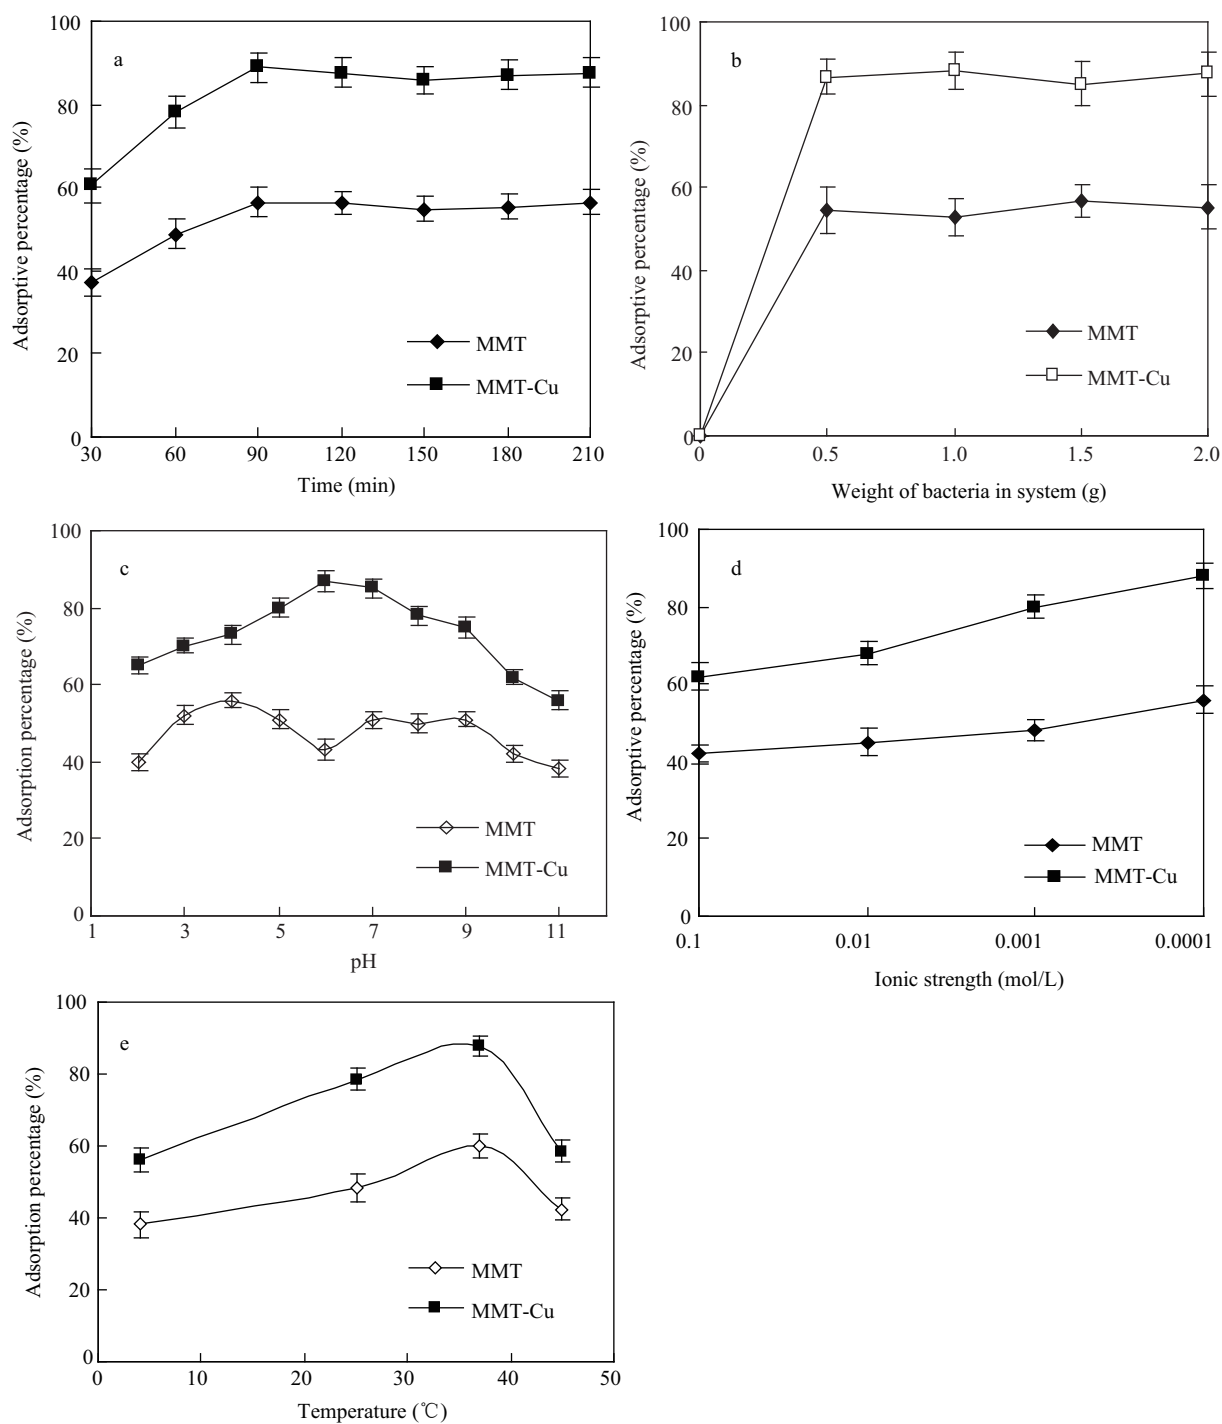 a
100
80
60
40
20
0
30 60 90 120 150 180 210
Time (min)
Adsorptive percentage (%)
MMT
MMT-Cu
b
100
80
60
40
20
0
0 0.5 1.0 1.5 2.0
Weight of bacteria in system (g)
Adsorptive percentage (%)
MMT
MMT-Cu
c
100
80
60
40
20
0
1 3 5 7 9 11
pH
Adsorption percentage (%)
MMT
MMT-Cu
d
100
80
60
40
20
0
0.1 0.01 0.001 0.0001
Ionic strength (mol/L)
Adsorptive percentage (%)
MMT
MMT-Cu
e
100
80
60
40
20
0
0 10 20 30 40 50
Temperature (℃)
Adsorption percentage (%)
MMT
MMT-Cu